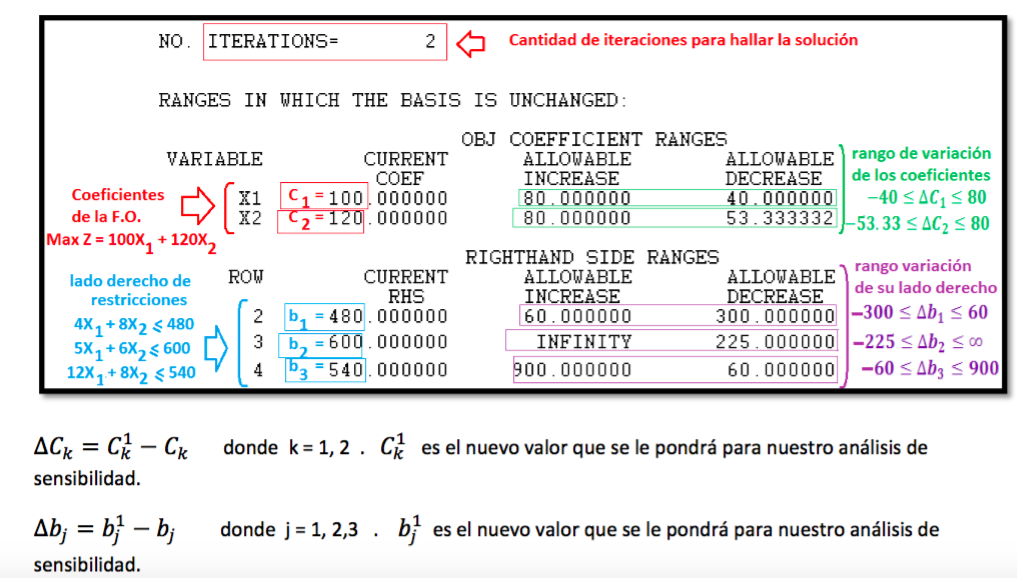 NO. ITERATIONS= 2 Cantidad de iteraciones para hallar la solución
RANGES IN WHICH THE BASIS IS UNCHANGED:
OBJ COEFFICIENT RANGES
VARIABLE CURRENT ALLOWABLE ALLOWABLE
COEF INCREASE DECREASE
X1 C₁ = 100.000000 80.000000 40.000000
X2 C₂ = 120.000000 80.000000 53.333332
Coeficientes
de la F.O.
Max Z = 100X₁ + 120X₂
rango de variación
de los coeficientes
−40 ≤ ΔC₁ ≤ 80
−53.33 ≤ ΔC₂ ≤ 80
RIGHTHAND SIDE RANGES
ROW CURRENT ALLOWABLE ALLOWABLE
RHS INCREASE DECREASE
2 b₁ = 480.000000 60.000000 300.000000
3 b₂ = 600.000000 INFINITY 225.000000
4 b₃ = 540.000000 900.000000 60.000000
lado derecho de
restricciones
4X₁ + 8X₂ ⩽ 480
5X₁ + 6X₂ ⩽ 600
12X₁ + 8X₂ ⩽ 540
rango variación
de su lado derecho
−300 ≤ Δb₁ ≤ 60
−225 ≤ Δb₂ ≤ ∞
−60 ≤ Δb₃ ≤ 900
ΔCₖ = Cₖ¹ − Cₖ donde k = 1, 2 . Cₖ¹ es el nuevo valor que se le pondrá para nuestro análisis de
sensibilidad.
Δbⱼ = bⱼ¹ − bⱼ donde j = 1, 2,3 . bⱼ¹ es el nuevo valor que se le pondrá para nuestro análisis de
sensibilidad.